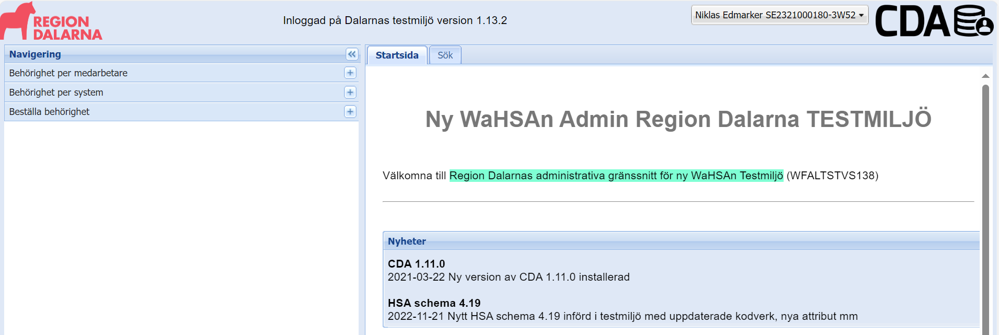 REGION
DALARNA
Inloggad på Dalarnas testmiljö version 1.13.2
Niklas Edmarker SE2321000180-3W52
CDA
Navigering
Behörighet per medarbetare
Behörighet per system
Beställa behörighet
Startsida
Sök
Ny WaHSAn Admin Region Dalarna TESTMILJÖ
Välkomna till Region Dalarnas administrativa gränssnitt för ny WaHSAn Testmiljö (WFALTSTVS138)
Nyheter
CDA 1.11.0
2021-03-22 Ny version av CDA 1.11.0 installerad
HSA schema 4.19
2022-11-21 Nytt HSA schema 4.19 införd i testmiljö med uppdaterade kodverk, nya attribut mm